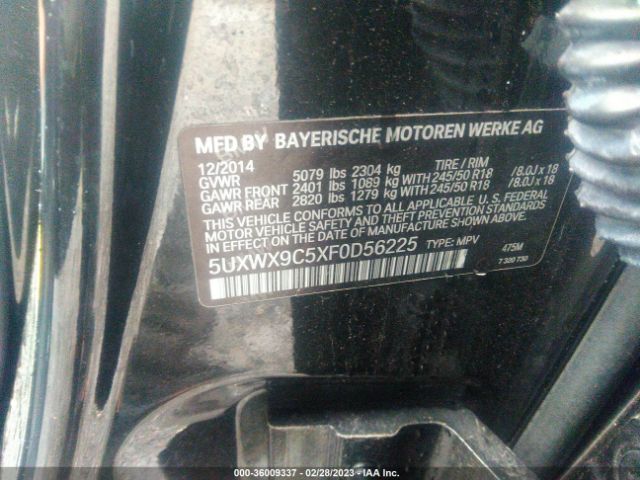 MFD BY BAYERISCHE MOTOREN WERKE AG
12/2014 TIRE / RIM
GVWR 5079 lbs 2304 kg
GAWR FRONT 2401 lbs 1089 kg WITH 245/50 R18 /8.0J x 18
GAWR REAR 2820 lbs 1279 kg WITH 245/50 R18 /8.0J x 18
THIS VEHICLE CONFORMS TO ALL APPLICABLE U. S. FEDERAL
MOTOR VEHICLE SAFETY, BUMPER, AND THEFT PREVENTION STANDARDS
IN EFFECT ON THE DATE OF MANUFACTURE SHOWN ABOVE.
5UXWX9C5XF0D56225 TYPE: MPV 475M
7 320 730
000-36009337 - 02/28/2023 - IAA Inc.